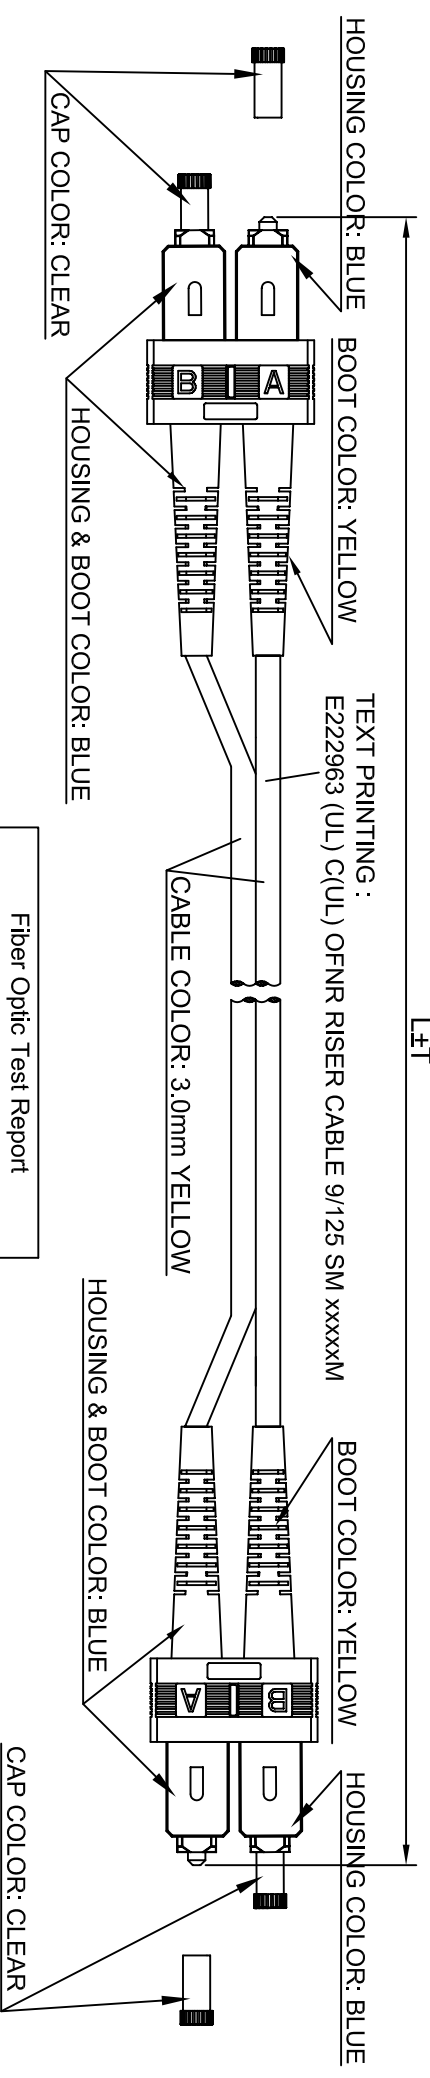 HOUSING COLOR: BLUE
CAP COLOR: CLEAR
BOOT COLOR: YELLOW
B
A
HOUSING & BOOT COLOR: BLUE
TEXT PRINTING :
E222963 (UL) C(UL) OFNR RISER CABLE 9/125 SM xxxxxM
L±T
CABLE COLOR: 3.0mm YELLOW
Fiber Optic Test Report
HOUSING & BOOT COLOR: BLUE
BOOT COLOR: YELLOW
A
B
HOUSING COLOR: BLUE
CAP COLOR: CLEAR